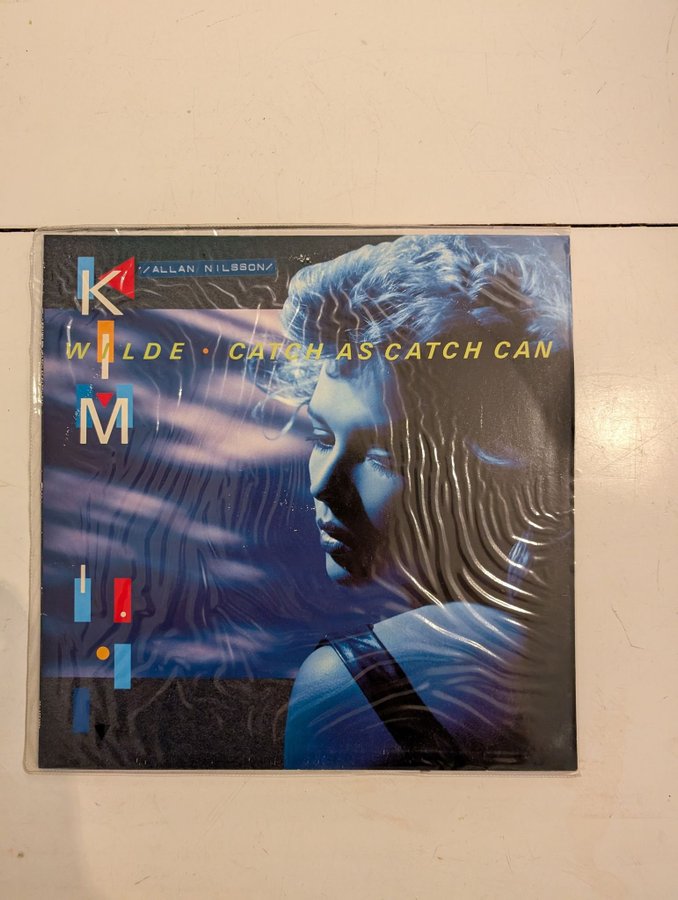 KIM
/ALLAN NILSSON/
WILDE • CATCH AS CATCH CAN